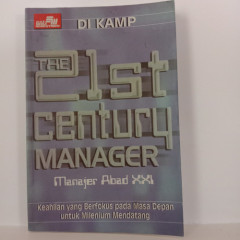 DI KAMP
THE
21st
century
MANAGER
Manajer Abad XXI
Keahlian yang Berfokus pada Masa Depan
untuk Milenium Mendatang